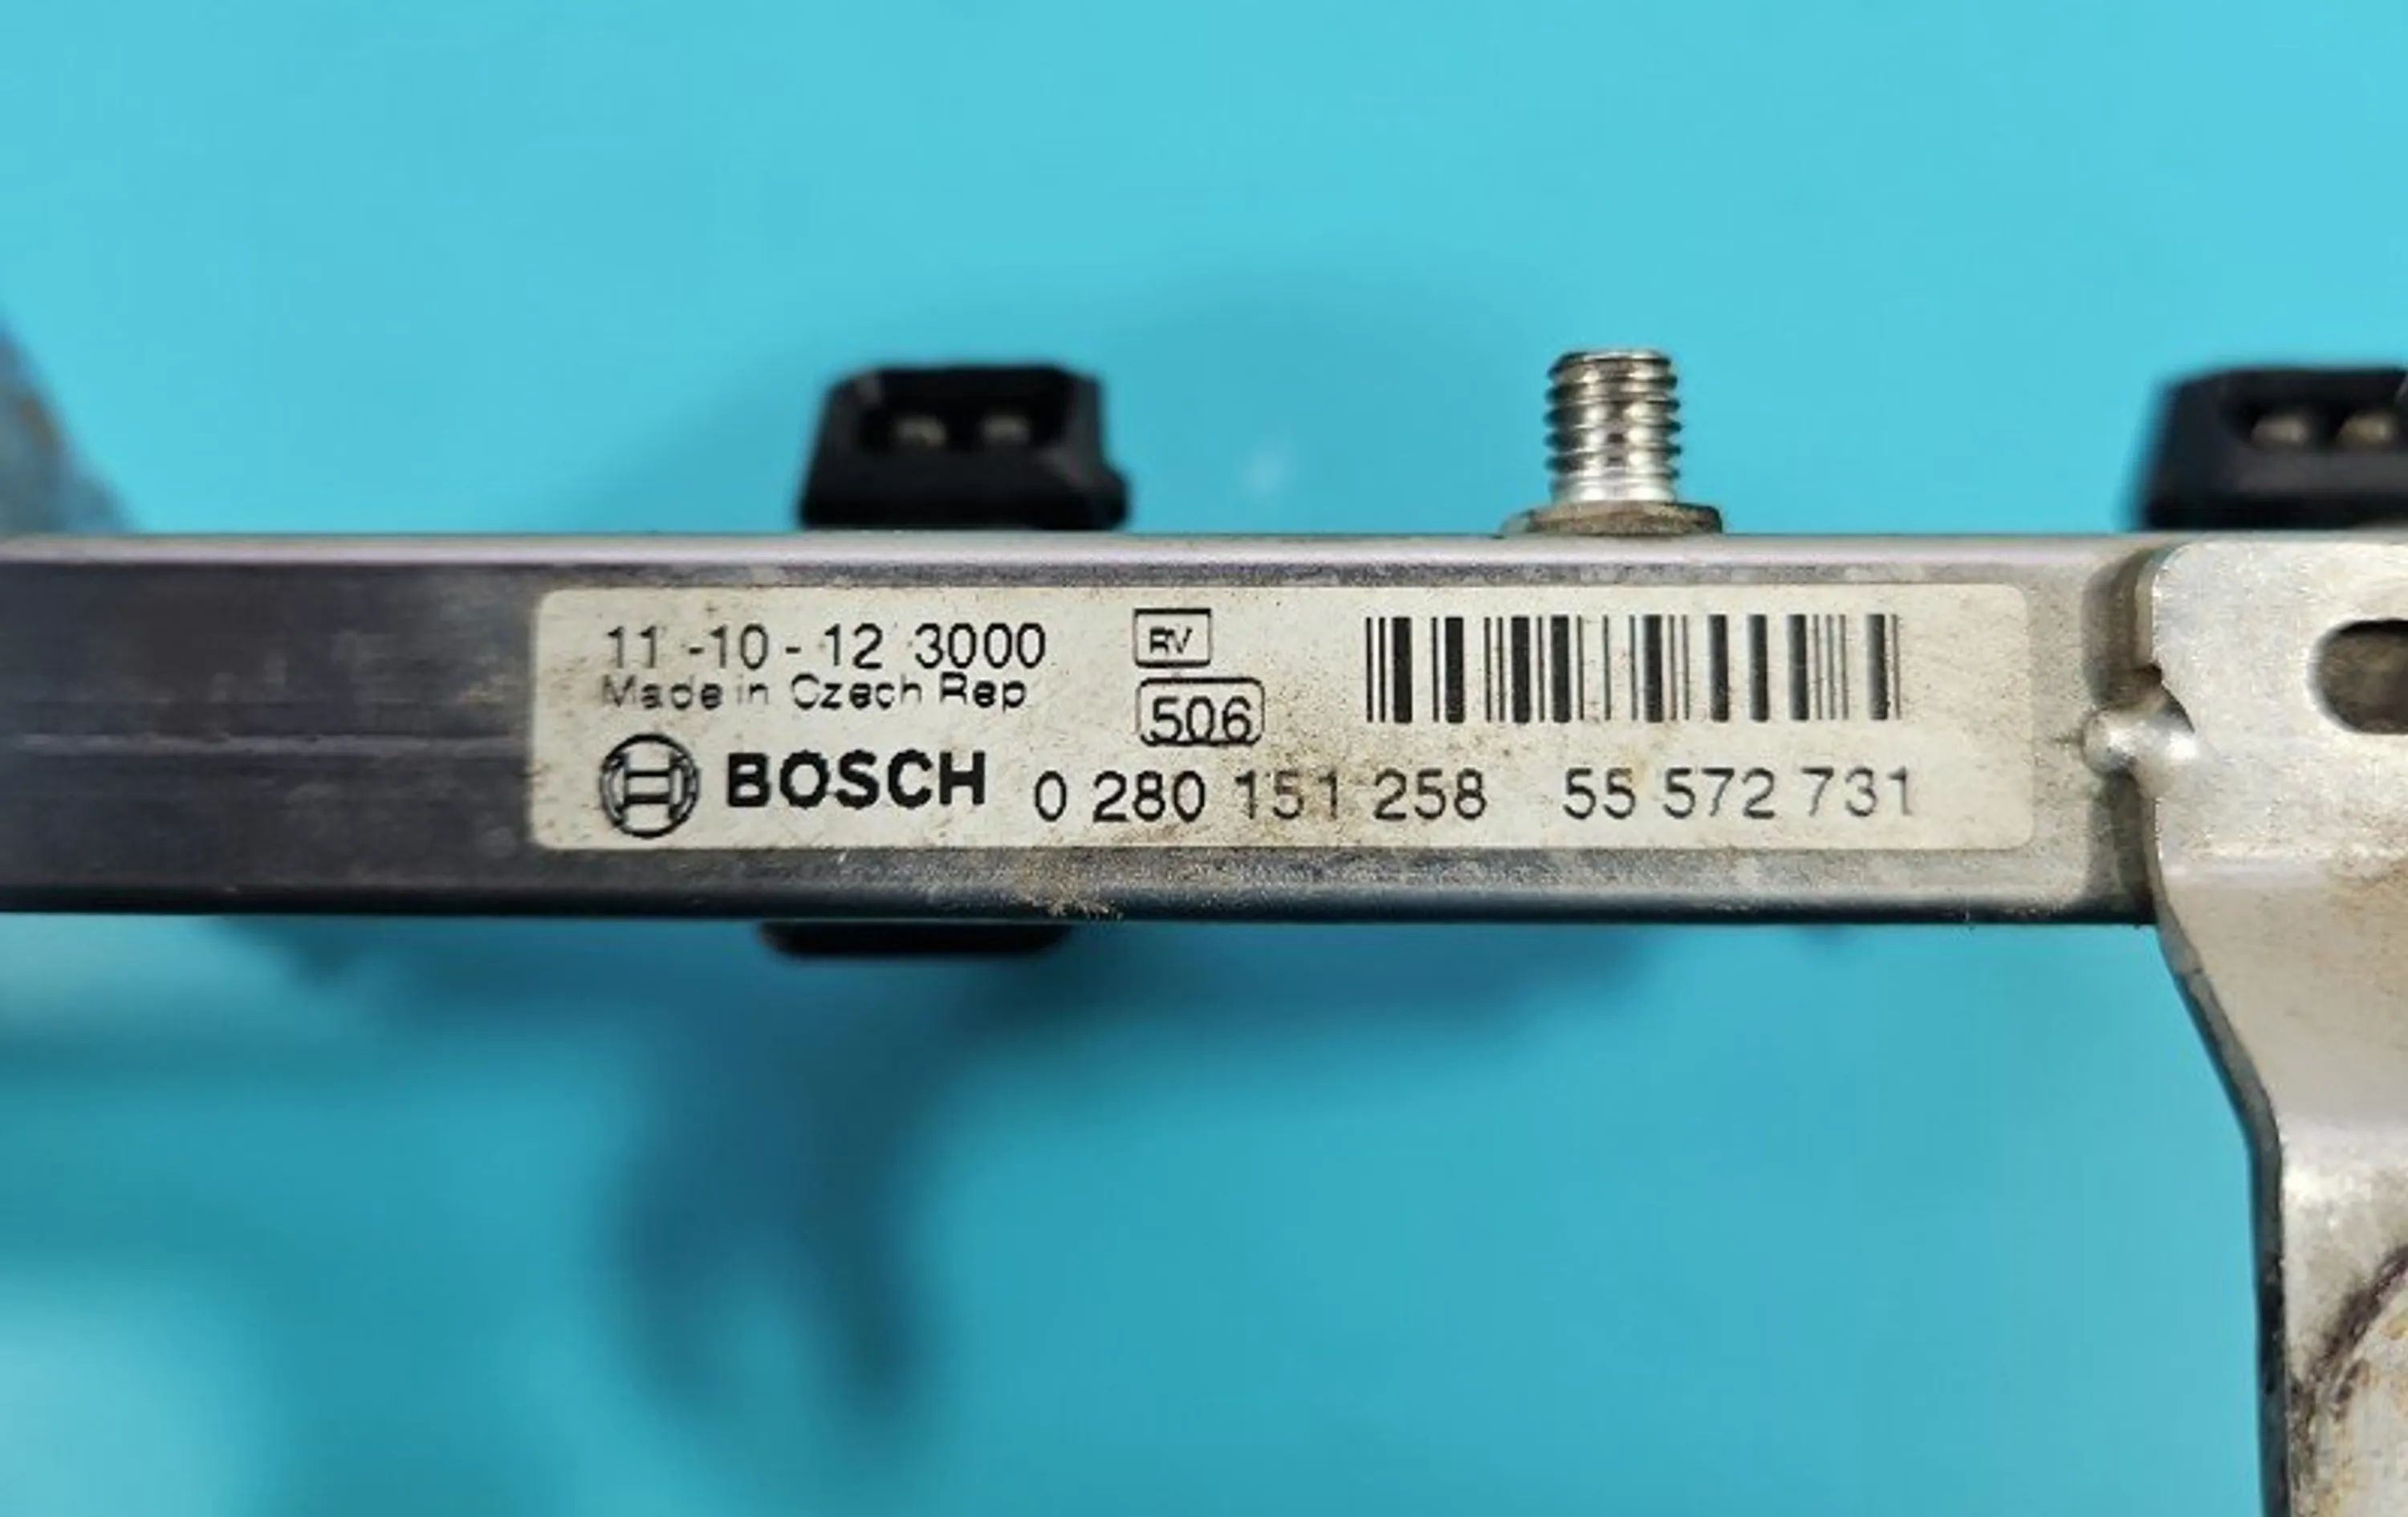 11-10-12 3000
Made in Czech Rep
RV
506
BOSCH 0 280 151 258 55 572 731